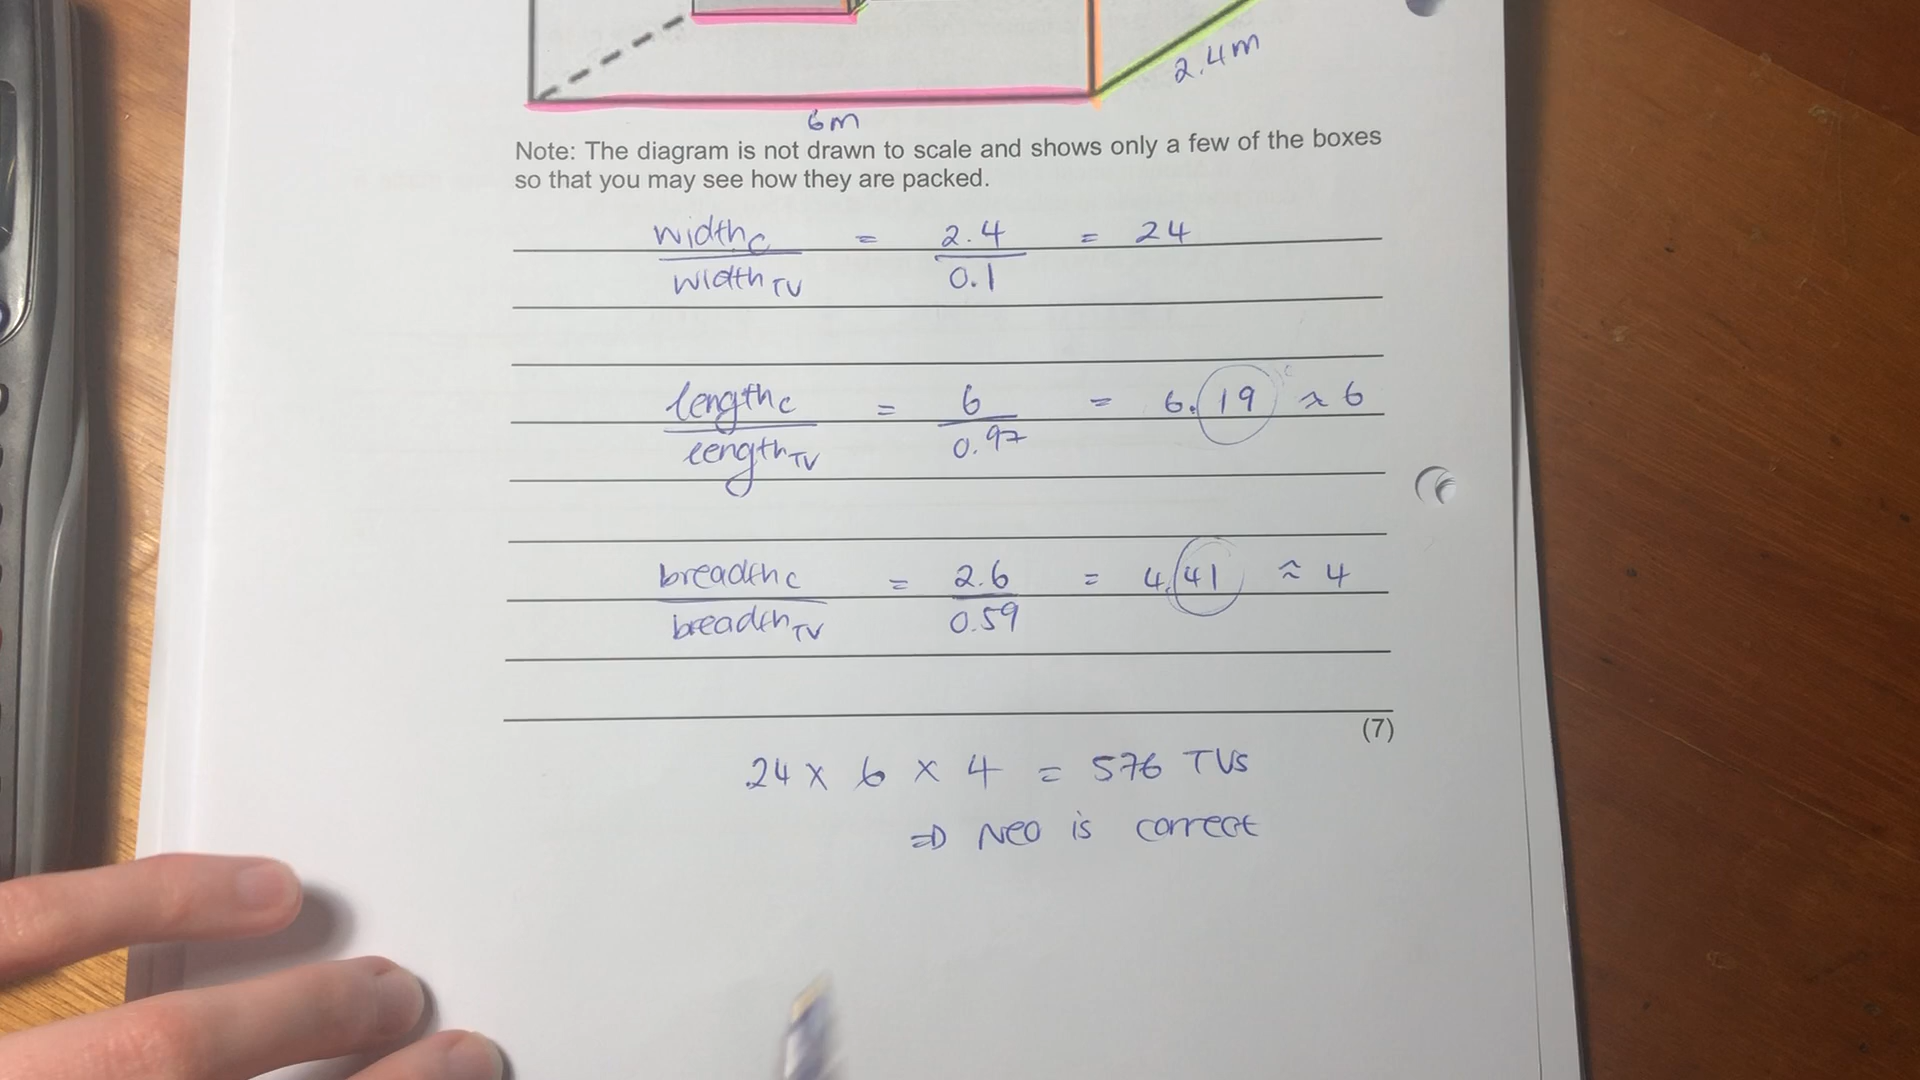 2.4m
6m
Note: The diagram is not drawn to scale and shows only a few of the boxes
so that you may see how they are packed.
widthc = 2.4 = 24
widthTV 0.1
lengthc = 6 = 6.19 ≈ 6
lengthTV 0.97
breadthc = 2.6 = 4.41 ≈ 4
breadthTV 0.59
(7)
24 x 6 x 4 = 576 TVs
⇒ Neo is correct